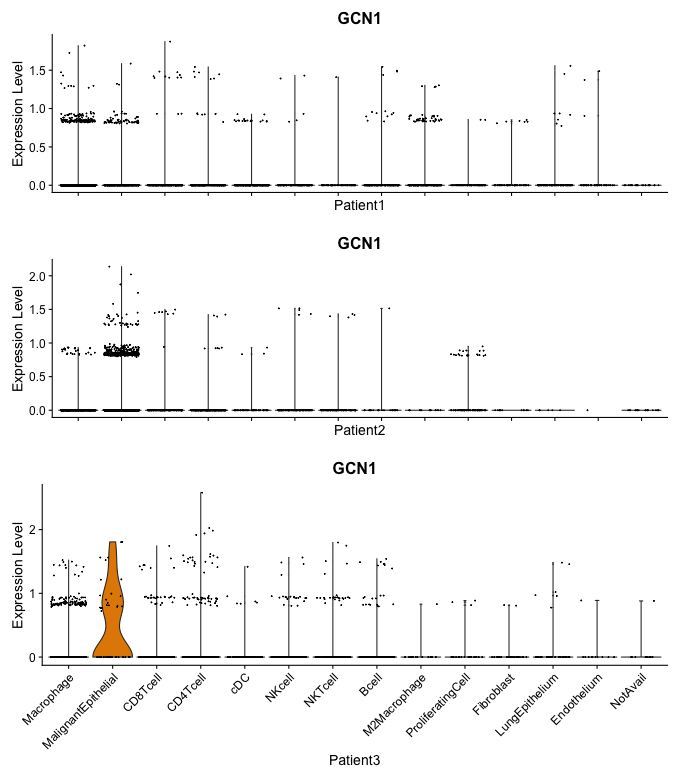 GCN1
Expression Level
1.5
1.0
0.5
0.0
Patient1
GCN1
Expression Level
2.0
1.5
1.0
0.5
0.0
Patient2
GCN1
Expression Level
2
1
0
Macrophage
MalignantEpithelial
CD8Tcell
CD4Tcell
cDC
NKcell
NKTcell
Bcell
M2Macrophage
ProliferatingCell
Fibroblast
LungEpithelium
Endothelium
NotAvail
Patient3